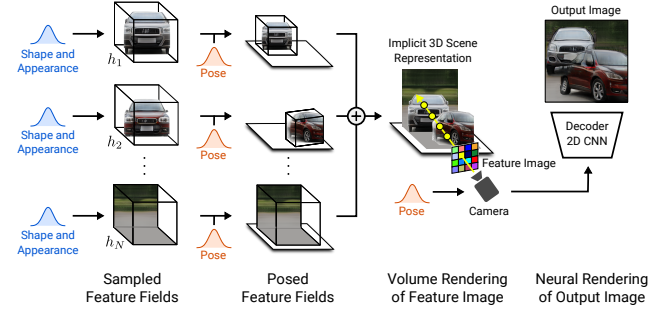 Output Image
Shape and
Appearance
h1
Pose
Implicit 3D Scene
Representation
Shape and
Appearance
h2
Pose
Feature Image
Decoder
2D CNN
Shape and
Appearance
hN
Pose
Pose
Camera
Sampled
Feature Fields
Posed
Feature Fields
Volume Rendering
of Feature Image
Neural Rendering
of Output Image